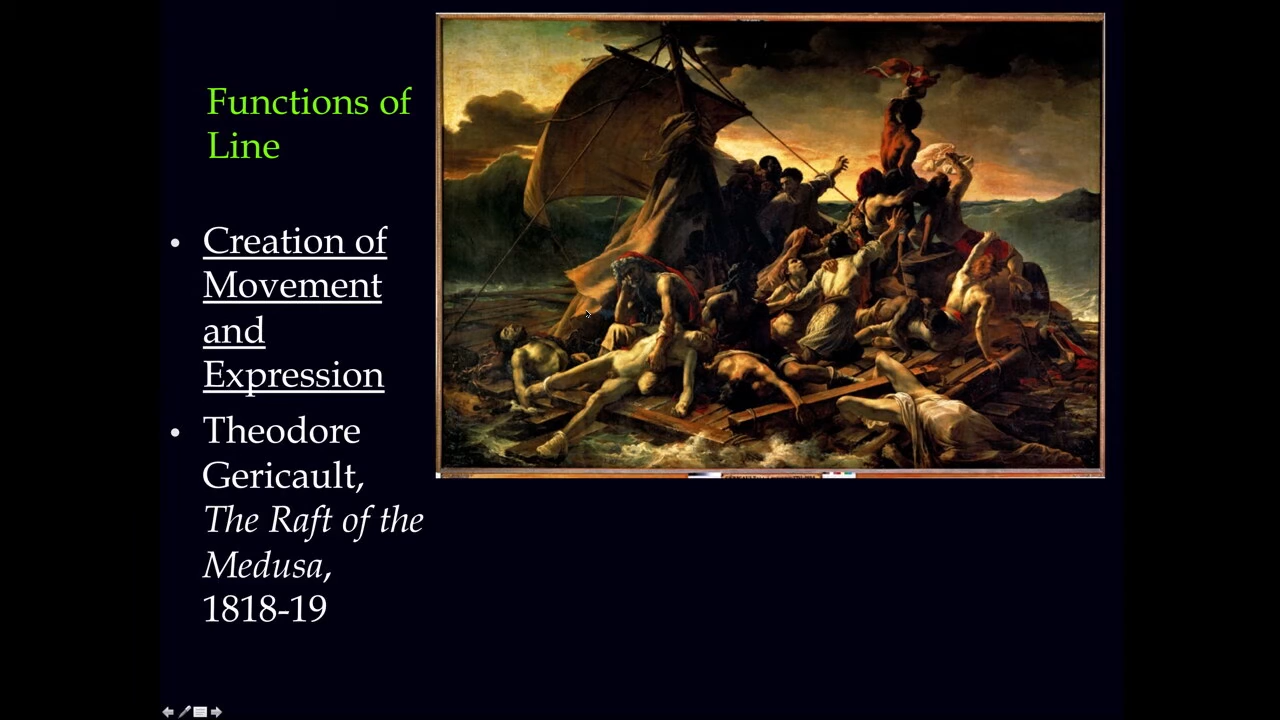 Functions of
Line
• Creation of
Movement
and
Expression
• Theodore
Gericault,
The Raft of the
Medusa,
1818-19